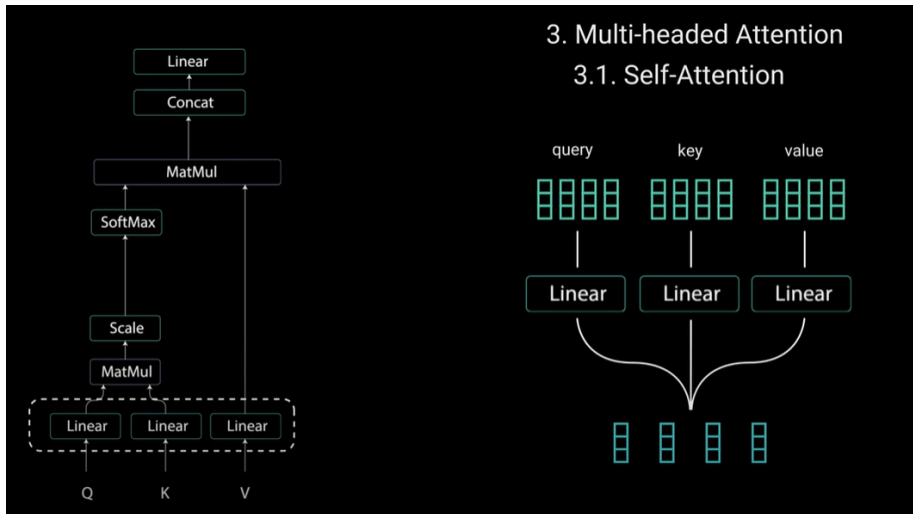 3. Multi-headed Attention
3.1. Self-Attention
Linear
Concat
MatMul
SoftMax
Scale
MatMul
Linear Linear Linear
Q K V
query key value
Linear Linear Linear